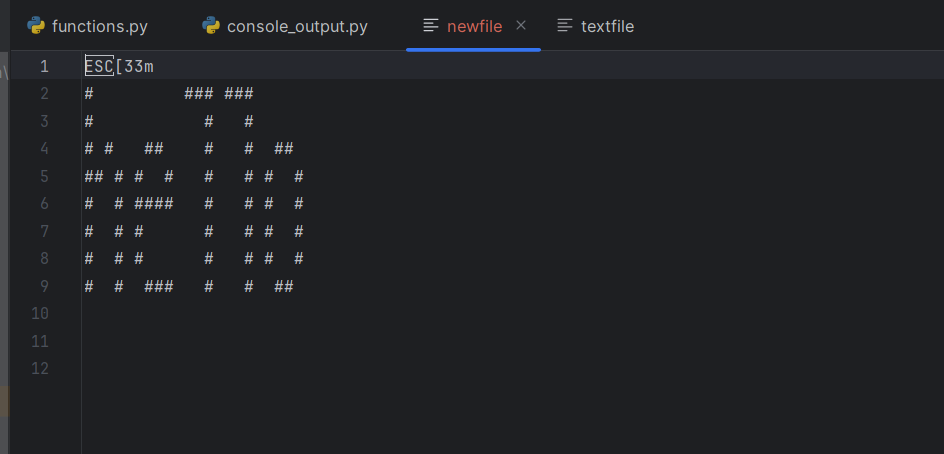 functions.py console_output.py newfile textfile
1 ESC[33m
2 #         ### ###
3 #           #   #
4 # #   ##    #   #  ##
5 ## # #  #   #   # #  #
6 #  # ####   #   # #  #
7 #  # #      #   # #  #
8 #  # #      #   # #  #
9 #  #  ###   #   #  ##
10
11
12